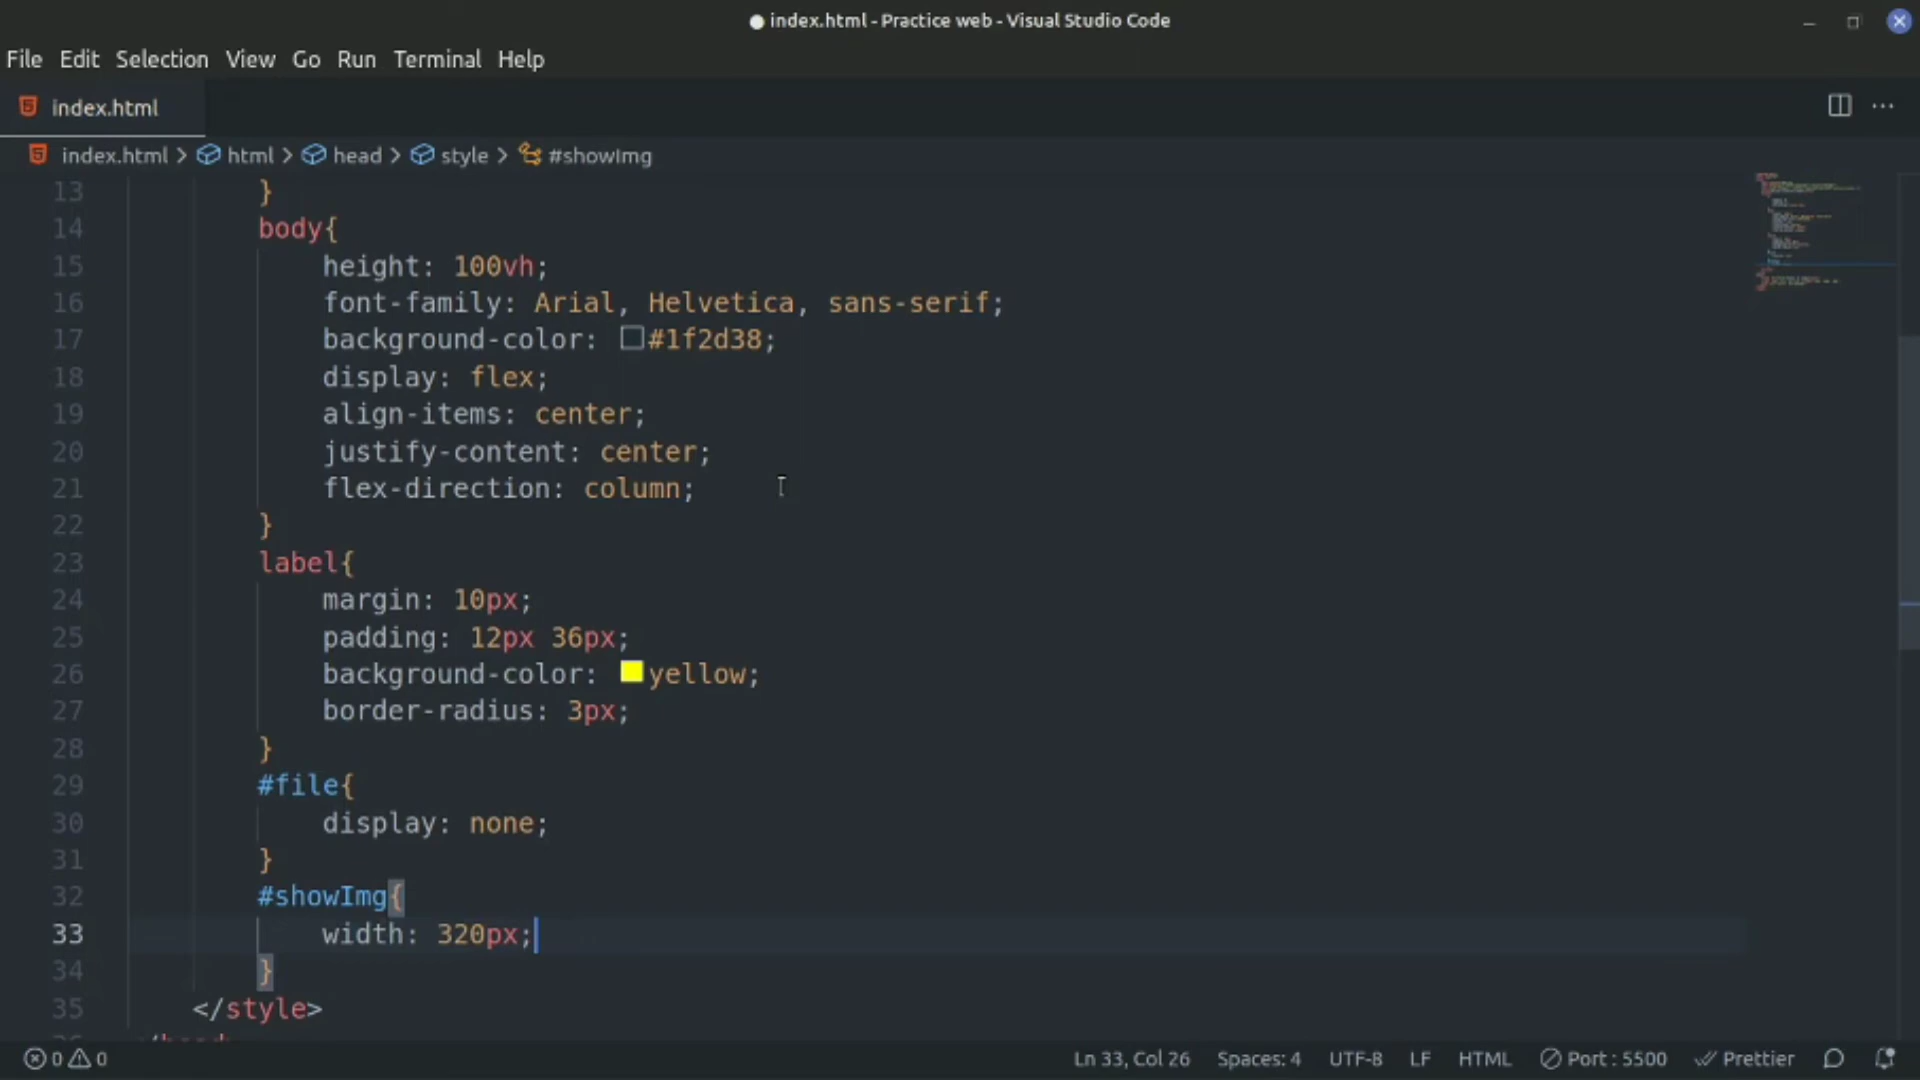 index.html - Practice web - Visual Studio Code
File Edit Selection View Go Run Terminal Help
index.html
index.html > html > head > style > #showImg
13 }
14 body{
15 height: 100vh;
16 font-family: Arial, Helvetica, sans-serif;
17 background-color: #1f2d38;
18 display: flex;
19 align-items: center;
20 justify-content: center;
21 flex-direction: column;
22 }
23 label{
24 margin: 10px;
25 padding: 12px 36px;
26 background-color: yellow;
27 border-radius: 3px;
28 }
29 #file{
30 display: none;
31 }
32 #showImg{
33 width: 320px;
34 }
35 </style>
0 0 Ln 33, Col 26 Spaces: 4 UTF-8 LF HTML Port : 5500 Prettier